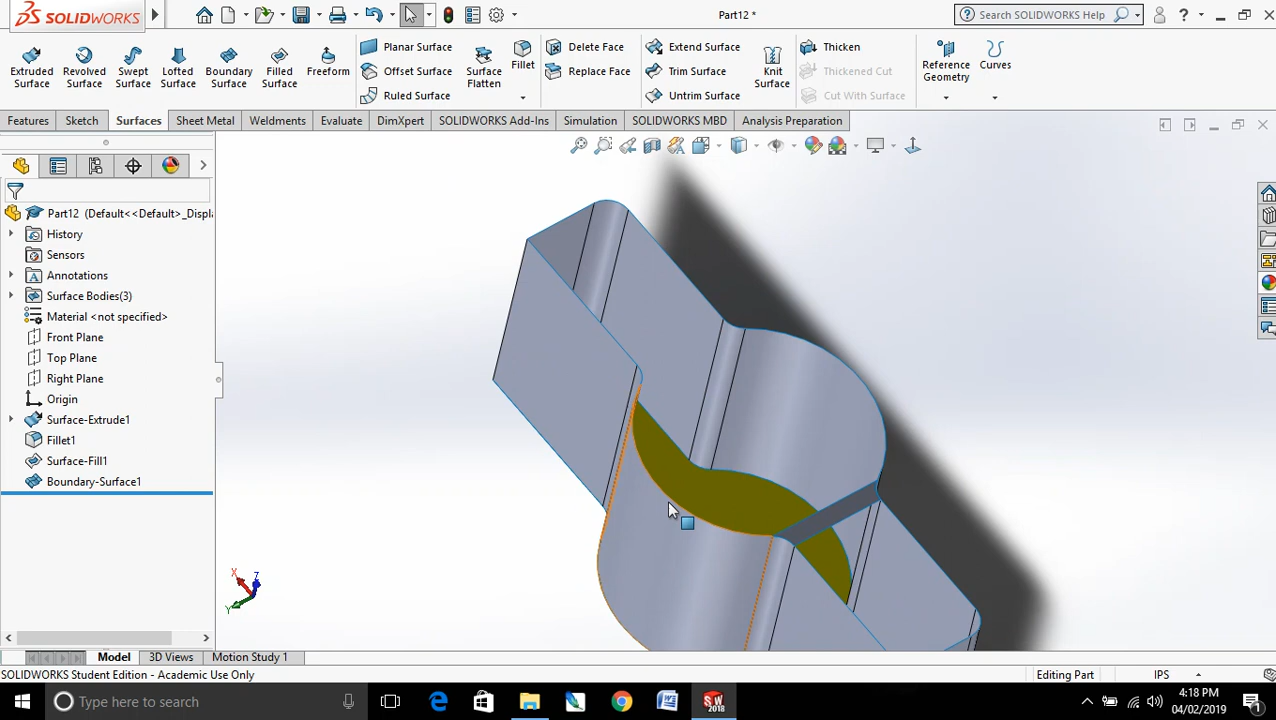 SOLIDWORKS
Part12 *
Search SOLIDWORKS Help
?
Extruded Surface
Revolved Surface
Swept Surface
Lofted Surface
Boundary Surface
Filled Surface
Freeform
Planar Surface
Offset Surface
Ruled Surface
Surface Flatten
Fillet
Delete Face
Replace Face
Extend Surface
Trim Surface
Untrim Surface
Knit Surface
Thicken
Thickened Cut
Cut With Surface
Reference Geometry
Curves
Features
Sketch
Surfaces
Sheet Metal
Weldments
Evaluate
DimXpert
SOLIDWORKS Add-Ins
Simulation
SOLIDWORKS MBD
Analysis Preparation
Part12 (Default<<Default>_Displ
History
Sensors
Annotations
Surface Bodies(3)
Material <not specified>
Front Plane
Top Plane
Right Plane
Origin
Surface-Extrude1
Fillet1
Surface-Fill1
Boundary-Surface1
X
Z
Y
Model
3D Views
Motion Study 1
SOLIDWORKS Student Edition - Academic Use Only
Editing Part
IPS
Type here to search
SW
2018
4:18 PM
04/02/2019